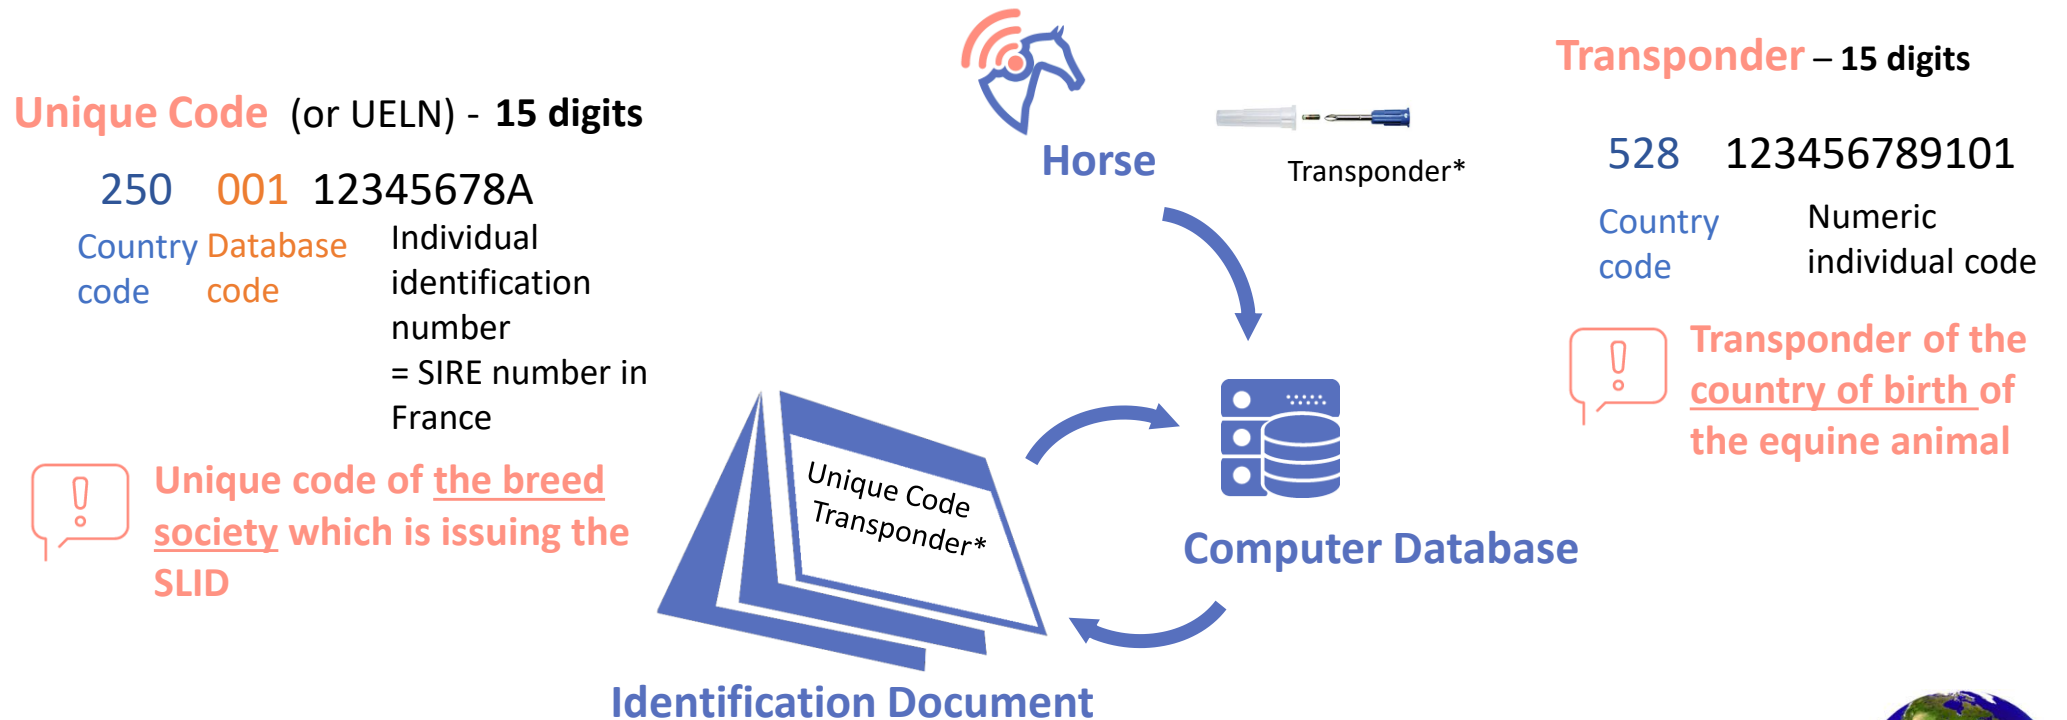 Unique Code (or UELN) - 15 digits
250 001 12345678A
Country code
Database code
Individual
identification
number
= SIRE number in
France
Unique code of the breed
society which is issuing the
SLID
Horse
Transponder*
Unique Code
Transponder*
Computer Database
Identification Document
Transponder – 15 digits
528 123456789101
Country
code
Numeric
individual code
Transponder of the
country of birth of
the equine animal